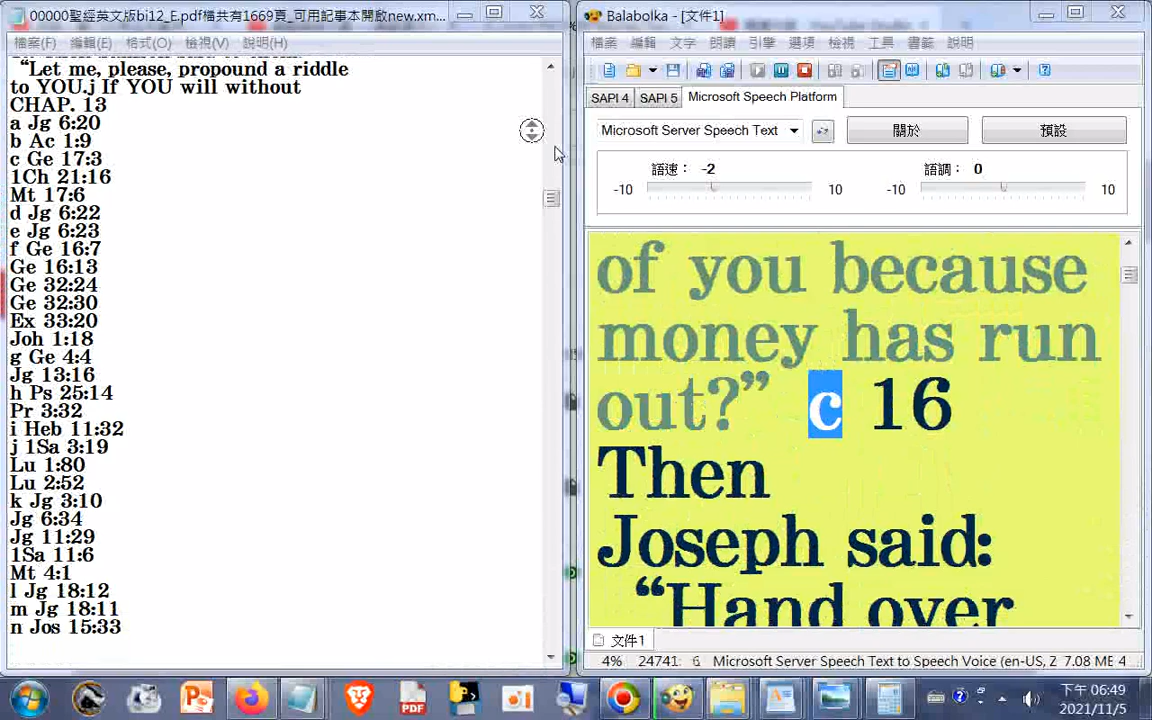 00000聖經英文版bi12_E.pdf檔共有1669頁_可用記事本開啟new.xm...
檔案(F) 編輯(E) 格式(O) 檢視(V) 說明(H)
“Let me, please, propound a riddle
to YOU.j If YOU will without
CHAP. 13
a Jg 6:20
b Ac 1:9
c Ge 17:3
1Ch 21:16
Mt 17:6
d Jg 6:22
e Jg 6:23
f Ge 16:7
Ge 16:13
Ge 32:24
Ge 32:30
Ex 33:20
Joh 1:18
g Ge 4:4
Jg 13:16
h Ps 25:14
Pr 3:32
i Heb 11:32
j 1Sa 3:19
Lu 1:80
Lu 2:52
k Jg 3:10
Jg 6:34
Jg 11:29
1Sa 11:6
Mt 4:1
l Jg 18:12
m Jg 18:11
n Jos 15:33
Balabolka - [文件1]
檔案 編輯 文字 朗讀 引擎 選項 檢視 工具 書籤 說明
SAPI 4 SAPI 5 Microsoft Speech Platform
Microsoft Server Speech Text 關於 預設
語速： -2 語調： 0
-10 10 -10 10
of you because
money has run
out?” c 16
Then
Joseph said:
“Hand over
文件1
4% 24741: 6 Microsoft Server Speech Text to Speech Voice (en-US, Z 7.08 ME 4
PDF
下午 06:49
2021/11/5